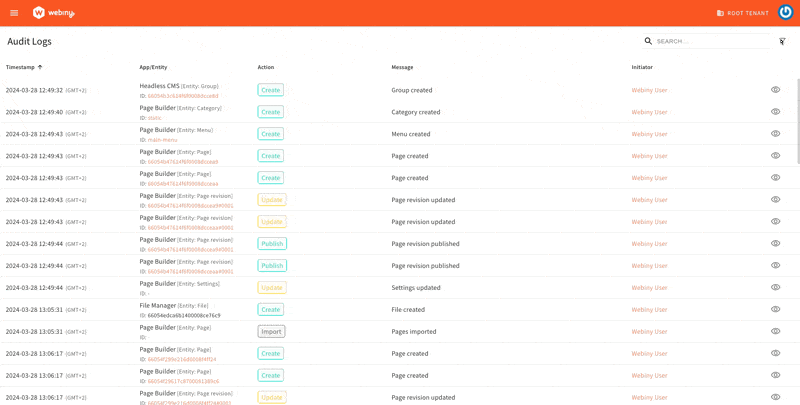 webiny
ROOT TENANT
Audit Logs
SEARCH ...
Timestamp App/Entity Action Message Initiator
Headless CMS [Entity: Group]
2024-03-28 12:49:32 (GMT+2) Create Group created Webiny User
ID:
Page Builder [Entity: Category]
2024-03-28 12:49:40 (GMT+2) Create Category created Webiny User
ID: static
Page Builder [Entity: Menu]
2024-03-28 12:49:43 (GMT+2) Create Menu created Webiny User
ID: main-menu
Page Builder [Entity: Page]
2024-03-28 12:49:43 (GMT+2) Create Page created Webiny User
ID:
Page Builder [Entity: Page]
2024-03-28 12:49:43 (GMT+2) Create Page created Webiny User
ID:
Page Builder [Entity: Page revision]
2024-03-28 12:49:43 (GMT+2) Update Page revision updated Webiny User
ID:
Page Builder [Entity: Page revision]
2024-03-28 12:49:43 (GMT+2) Update Page revision updated Webiny User
ID:
Page Builder [Entity: Page revision]
2024-03-28 12:49:44 (GMT+2) Publish Page revision published Webiny User
ID:
Page Builder [Entity: Page revision]
2024-03-28 12:49:44 (GMT+2) Publish Page revision published Webiny User
ID:
Page Builder [Entity: Settings]
2024-03-28 12:49:44 (GMT+2) Update Settings updated Webiny User
ID: -
File Manager [Entity: File]
2024-03-28 13:05:31 (GMT+2) Create File created Webiny User
ID: 66054edca6b1400008ce76c9
Page Builder [Entity: Page]
2024-03-28 13:05:31 (GMT+2) Import Pages imported Webiny User
ID:
Page Builder [Entity: Page]
2024-03-28 13:06:17 (GMT+2) Create Page created Webiny User
ID:
Page Builder [Entity: Page]
2024-03-28 13:06:17 (GMT+2) Create Page created Webiny User
ID:
Page Builder [Entity: Page revision]
2024-03-28 13:06:17 (GMT+2) Update Page revision updated Webiny User
ID: